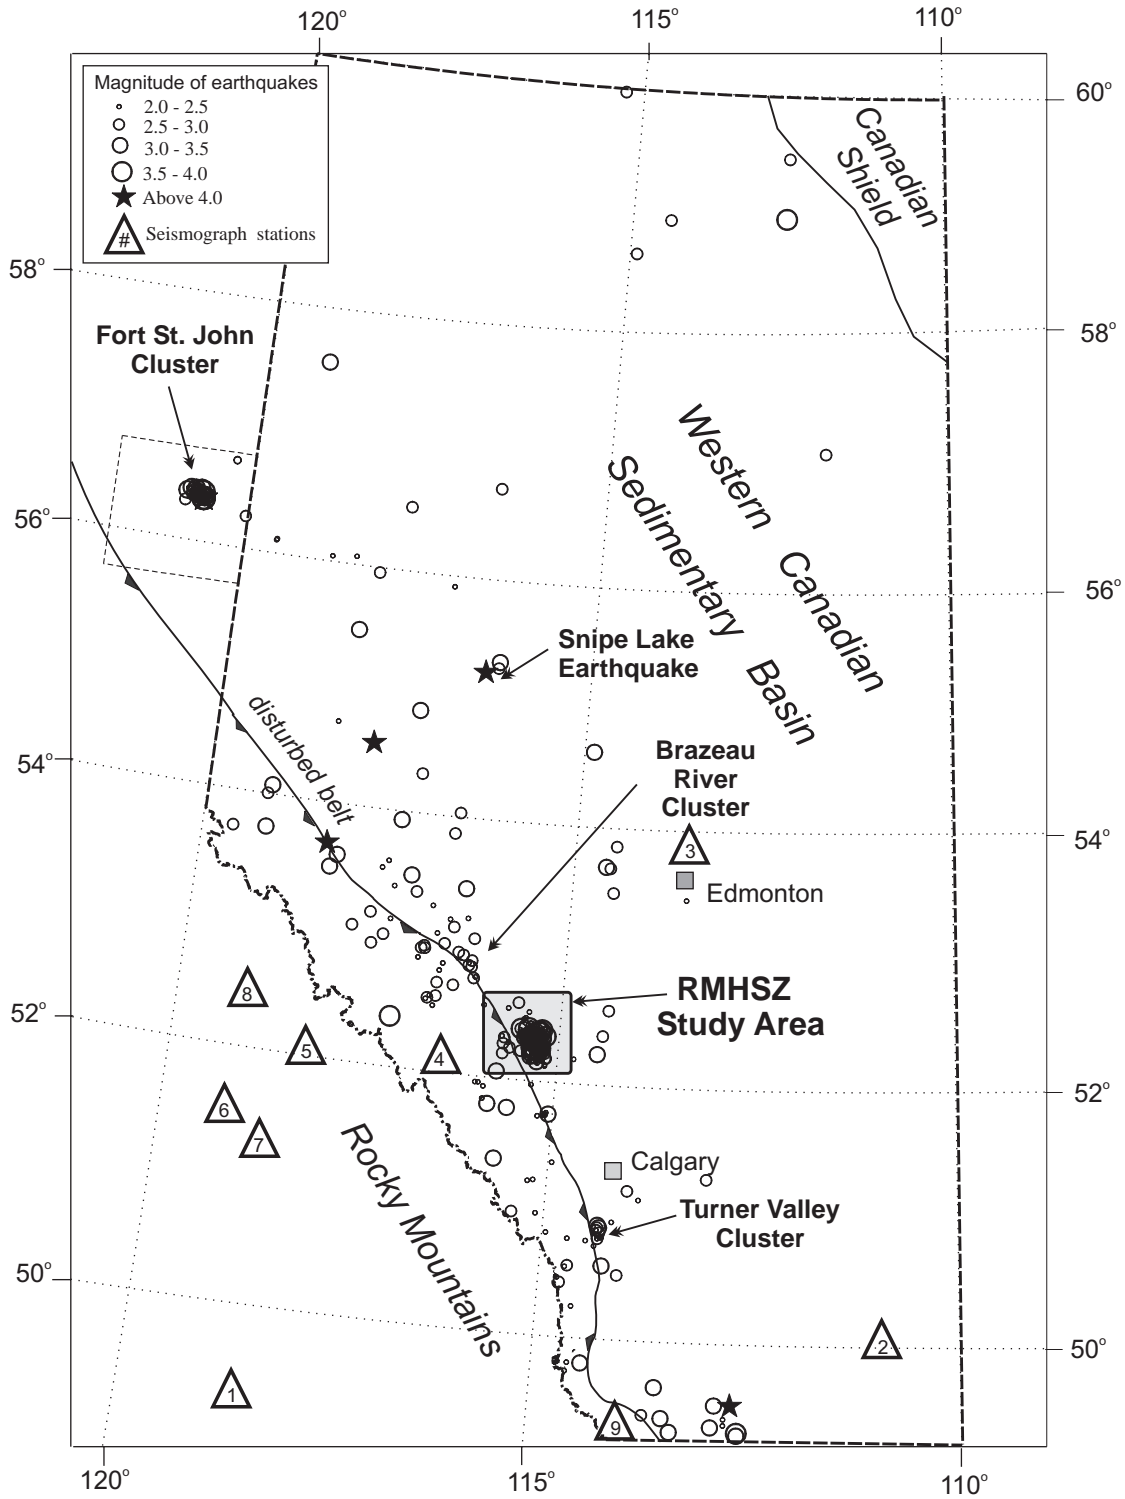 120°
115°
110°
Magnitude of earthquakes
2.0 - 2.5
2.5 - 3.0
3.0 - 3.5
3.5 - 4.0
Above 4.0
# Seismograph stations
60°
Canadian
Shield
58°
58°
Fort St. John
Cluster
Western Canadian
Sedimentary Basin
56°
56°
Snipe Lake
Earthquake
disturbed belt
54°
Brazeau
River
Cluster
54°
3
Edmonton
8
RMHSZ
Study Area
52°
5
4
52°
6
7
Rocky Mountains
Calgary
Turner Valley
Cluster
50°
2
50°
1
9
120°
115°
110°